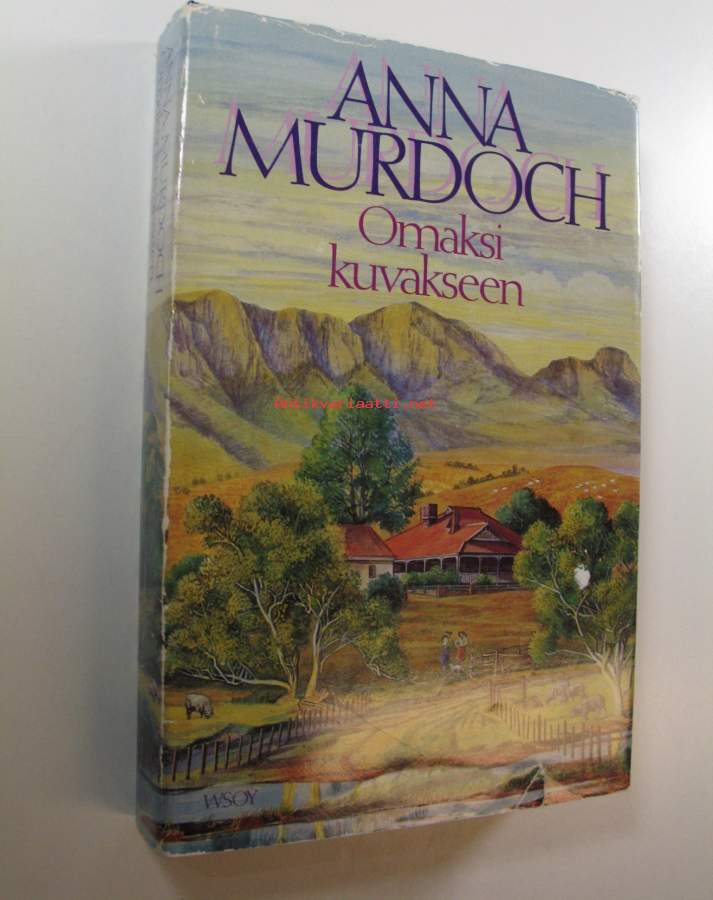 ANNA
MURDOCH
Omaksi
kuvakseen
Antikvariaatti.net
WSOY